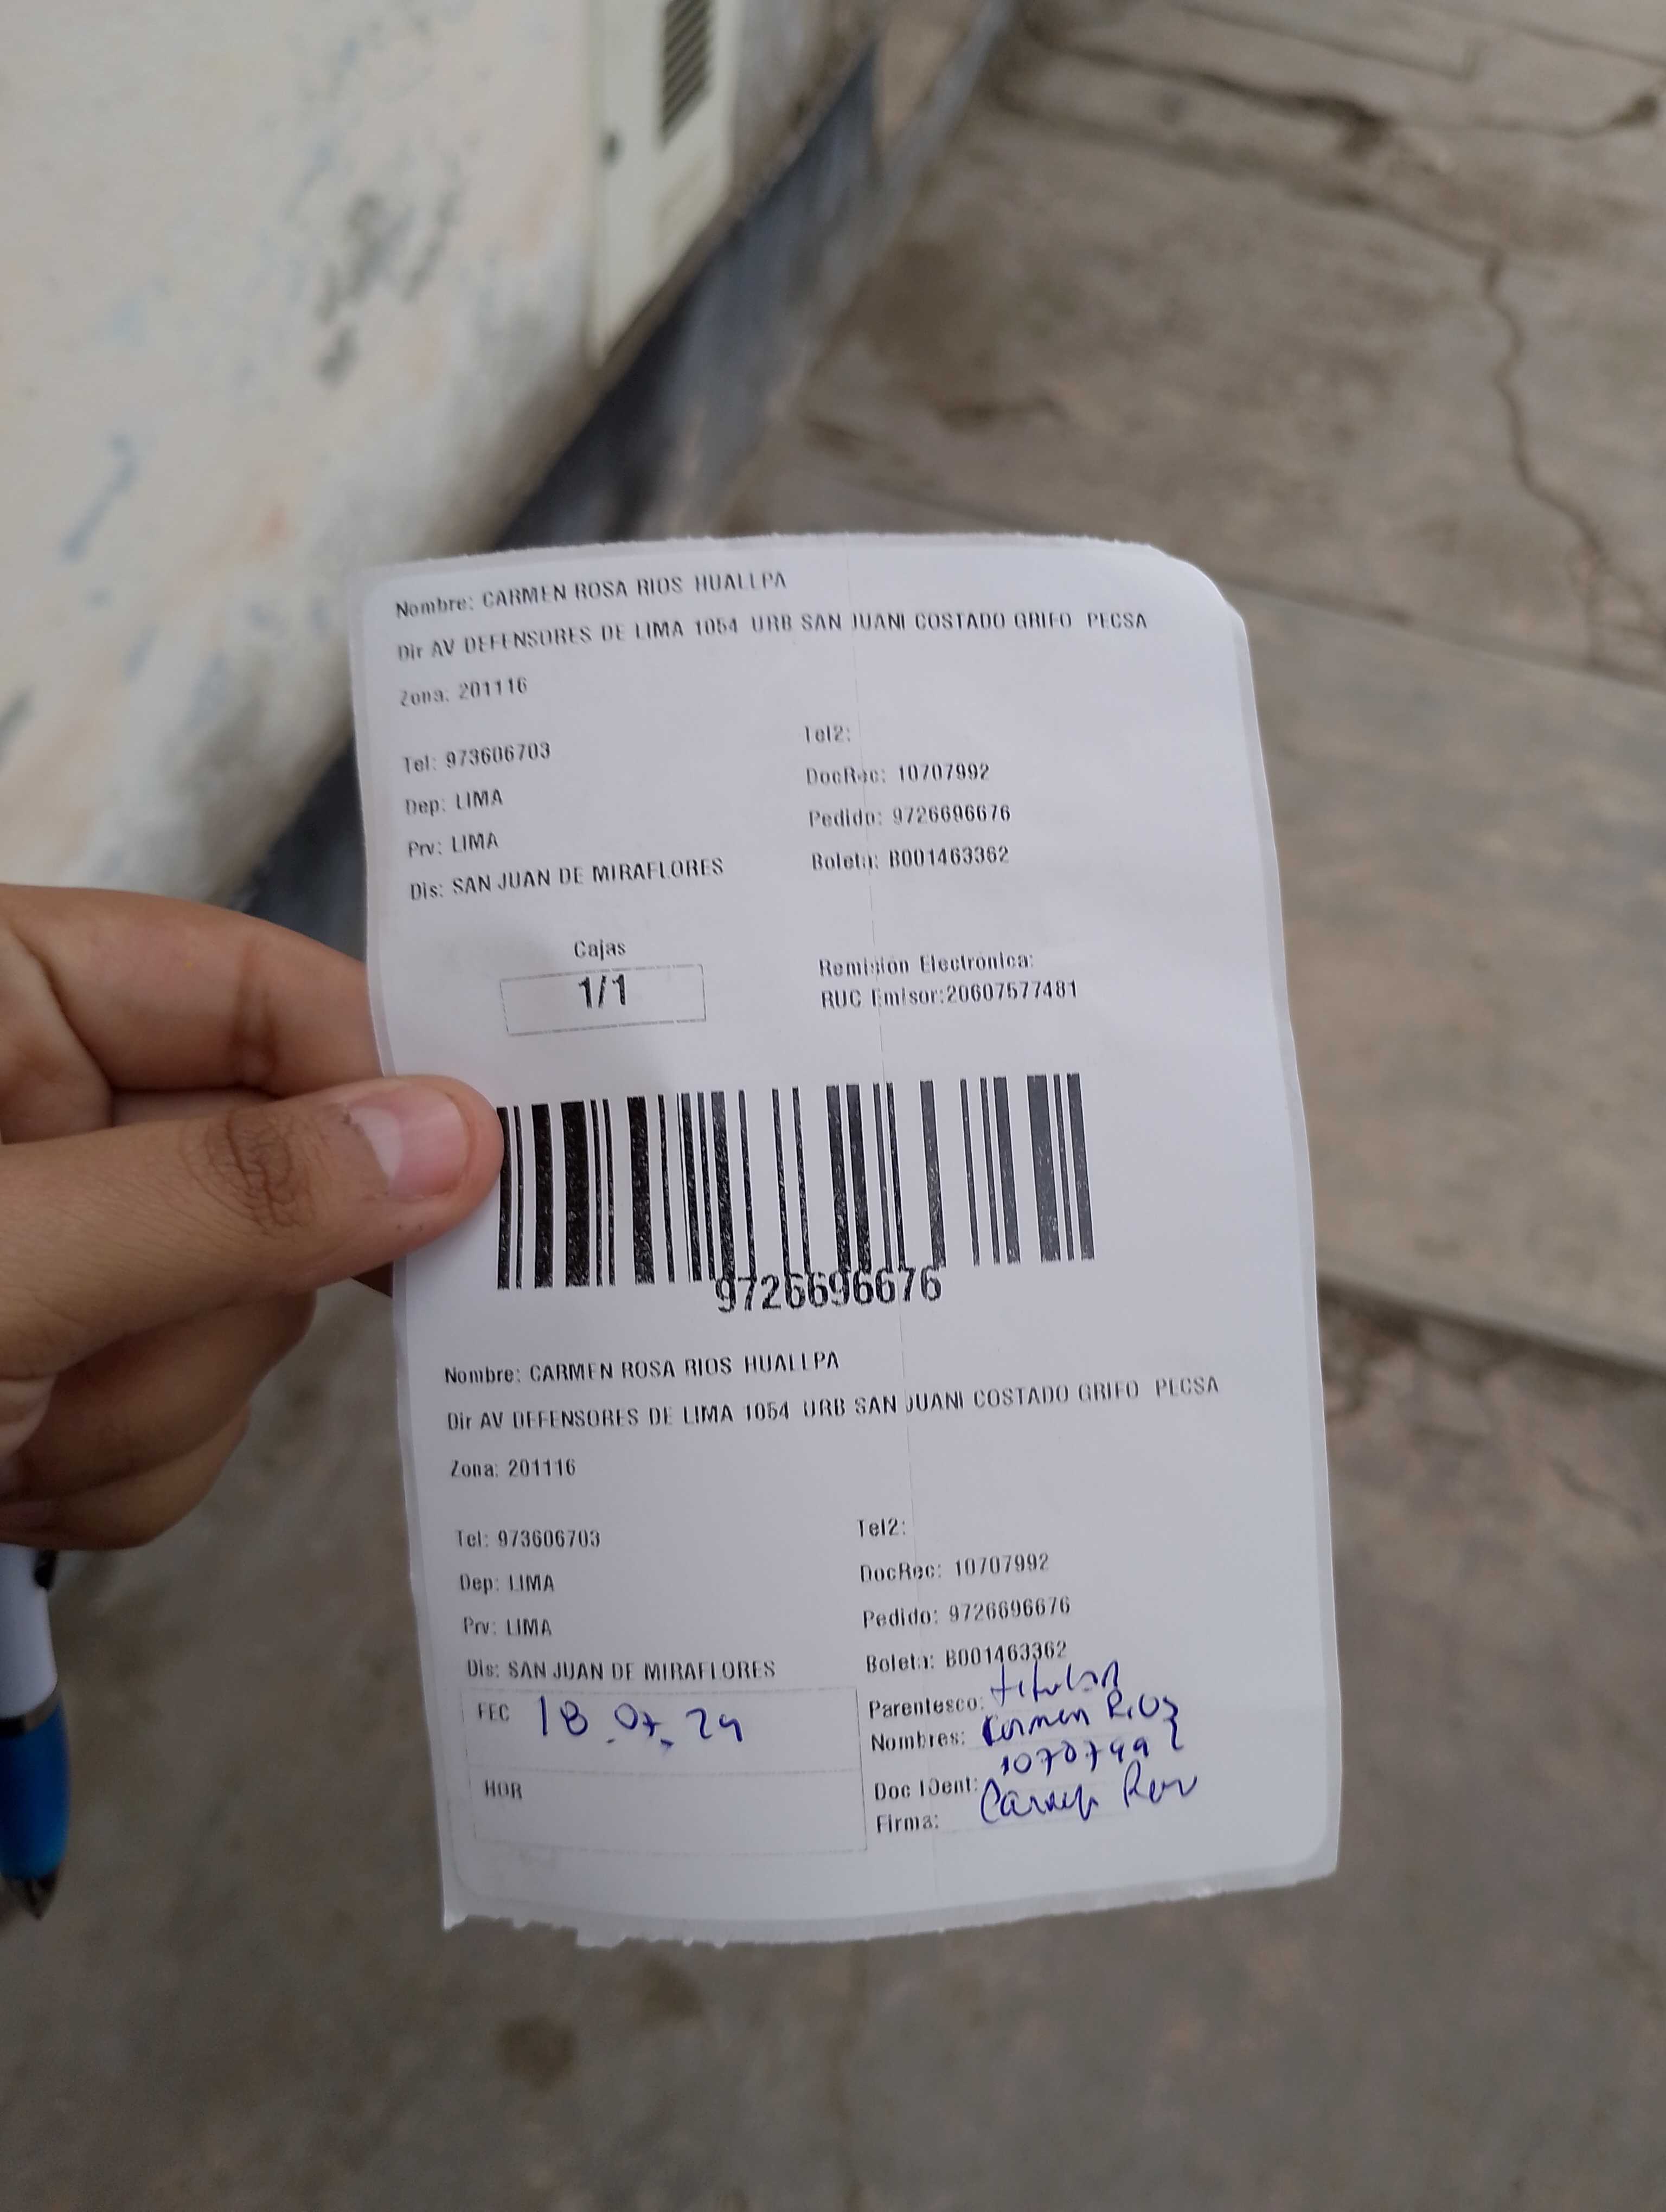 Nombre: CARMEN ROSA RIOS HUALLPA
Dir AV DEFENSORES DE LIMA 1054 URB SAN JUANI COSTADO GRIFO PECSA
Zona: 201116
Tel: 973606703
Tel2:
DocRec: 10707992
Dep: LIMA
Pedido: 9726696676
Prv: LIMA
Boleta: B001463362
Dis: SAN JUAN DE MIRAFLORES
Cajas
1/1
Remisión Electrónica:
RUC Emisor:20607577481
9726696676
Nombre: CARMEN ROSA RIOS HUALLPA
Dir AV DEFENSORES DE LIMA 1054 URB SAN JUANI COSTADO GRIFO PECSA
Zona: 201116
Tel: 973606703
Tel2:
DocRec: 10707992
Dep: LIMA
Pedido: 9726696676
Prv: LIMA
Boleta: B001463362
Dis: SAN JUAN DE MIRAFLORES
FEC 18.07.24
HOR
Parentesco: titular
Nombres: Carmen Rios
Doc IDent: 10707992
Firma: Carmen